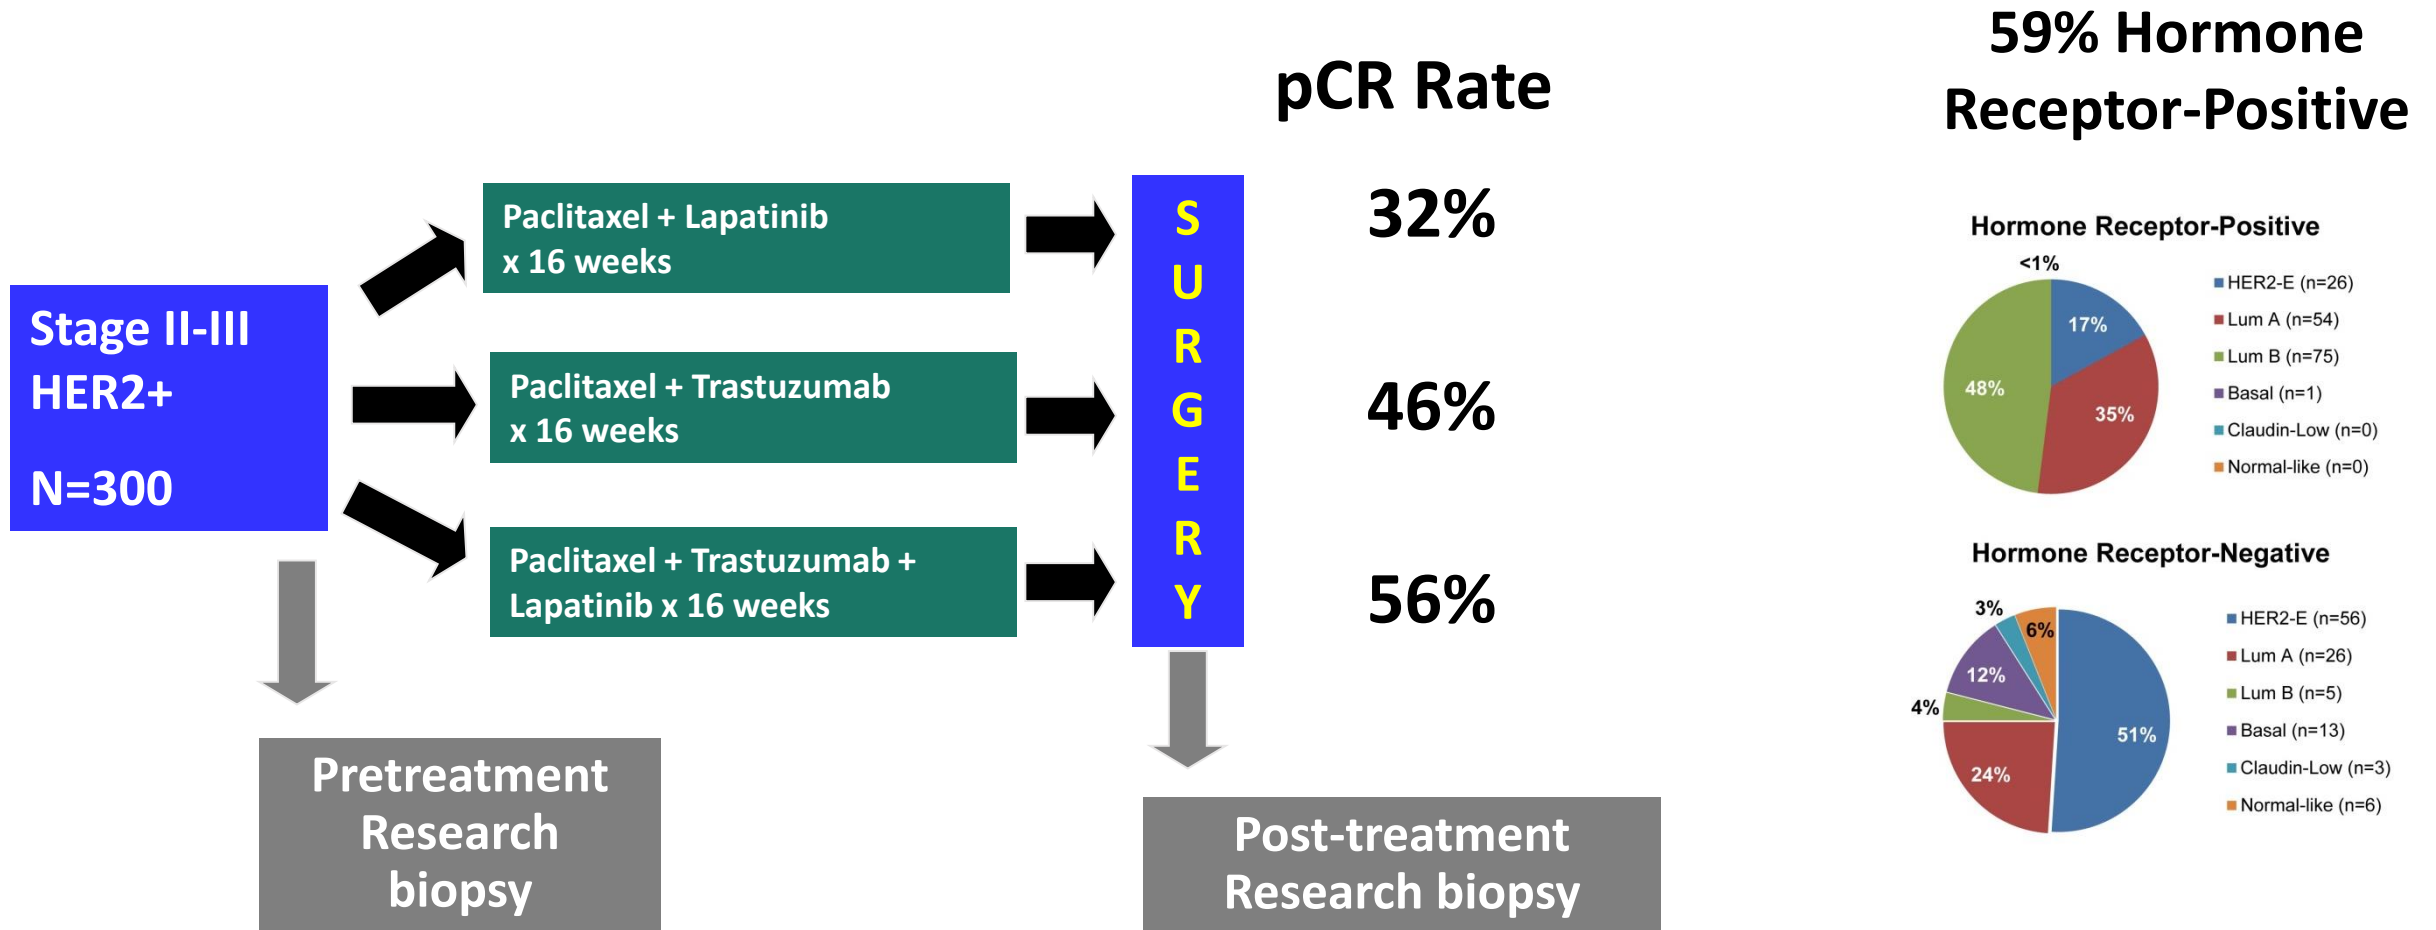 Stage II-III
HER2+
N=300
Pretreatment
Research
biopsy
Paclitaxel + Lapatinib
x 16 weeks
Paclitaxel + Trastuzumab
x 16 weeks
Paclitaxel + Trastuzumab +
Lapatinib x 16 weeks
S
U
R
G
E
R
Y
Post-treatment
Research biopsy
pCR Rate
32%
46%
56%
59% Hormone
Receptor-Positive
Hormone Receptor-Positive
<1%
17%
35%
48%
HER2-E (n=26)
Lum A (n=54)
Lum B (n=75)
Basal (n=1)
Claudin-Low (n=0)
Normal-like (n=0)
Hormone Receptor-Negative
3%
6%
12%
4%
51%
24%
HER2-E (n=56)
Lum A (n=26)
Lum B (n=5)
Basal (n=13)
Claudin-Low (n=3)
Normal-like (n=6)